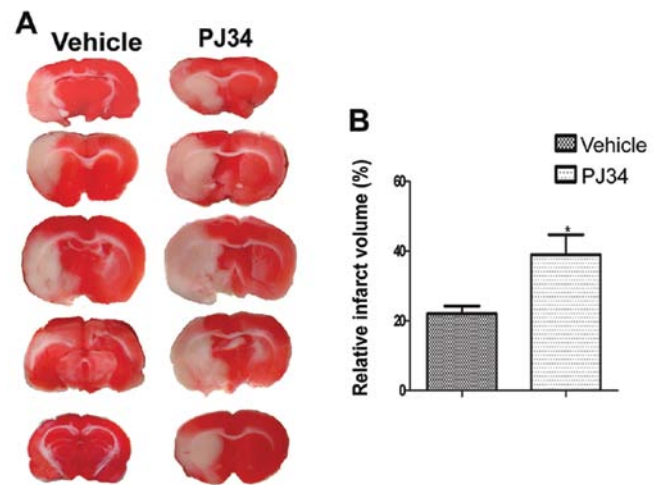 A
Vehicle PJ34
B
Vehicle
PJ34
Relative infarct volume (%)
60
40
20
0
*